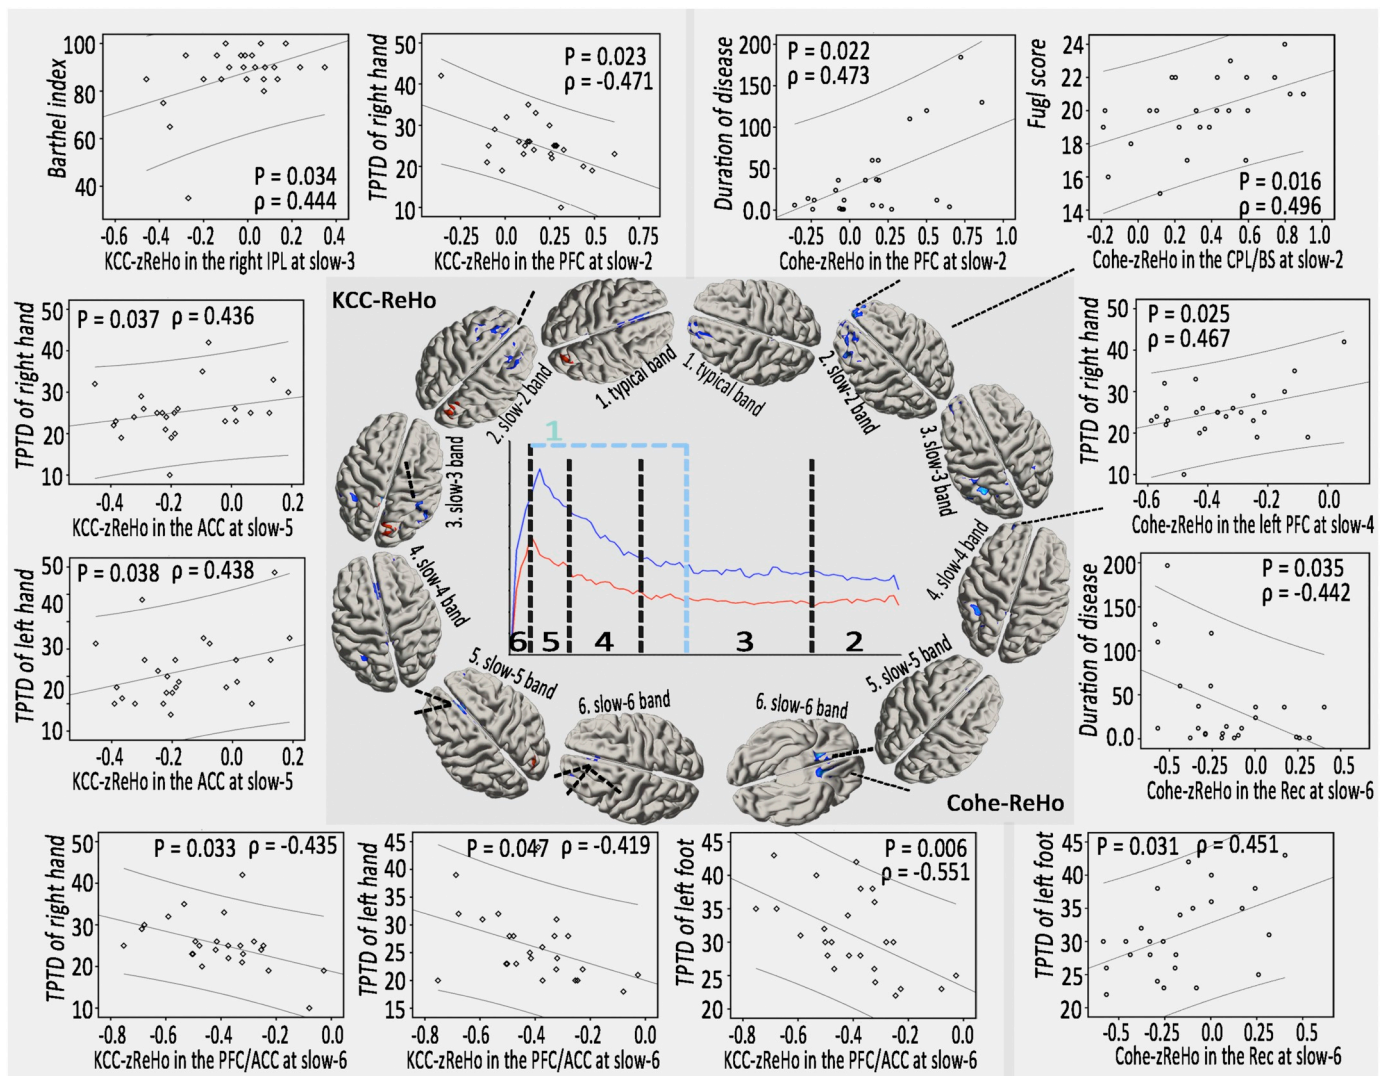 Barthel index
100
80
60
40
P = 0.034
ρ = 0.444
-0.6 -0.4 -0.2 0.0 0.2 0.4
KCC-zReHo in the right IPL at slow-3
TPTD of right hand
50
40
30
20
10
P = 0.023
ρ = -0.471
-0.25 0.0 0.25 0.5 0.75
KCC-zReHo in the PFC at slow-2
Duration of disease
200
150
100
50
0.0
P = 0.022
ρ = 0.473
-0.25 0.0 0.25 0.5 0.75 1.0
Cohe-zReHo in the PFC at slow-2
Fugl score
24
22
20
18
16
14
P = 0.016
ρ = 0.496
-0.2 0.0 0.2 0.4 0.6 0.8 1.0
Cohe-zReHo in the CPL/BS at slow-2
TPTD of right hand
50
40
30
20
10
P = 0.037 ρ = 0.436
-0.4 -0.2 0.0 0.2
KCC-zReHo in the ACC at slow-5
TPTD of left hand
50
40
30
20
10
P = 0.038 ρ = 0.438
-0.4 -0.2 0.0 0.2
KCC-zReHo in the ACC at slow-5
KCC-ReHo
1. typical band
2. slow-2 band
3. slow-3 band
4. slow-4 band
5. slow-5 band
6. slow-6 band
1. typical band
2. slow-2 band
3. slow-3 band
4. slow-4 band
5. slow-5 band
6. slow-6 band
Cohe-ReHo
1
6 5 4 3 2
TPTD of right hand
50
40
30
20
10
P = 0.025
ρ = 0.467
-0.6 -0.4 -0.2 0.0
Cohe-zReHo in the left PFC at slow-4
Duration of disease
200
150
100
50
0.0
P = 0.035
ρ = -0.442
-0.5 -0.25 0.0 0.25 0.5
Cohe-zReHo in the Rec at slow-6
TPTD of right hand
50
40
30
20
10
P = 0.033 ρ = -0.435
-0.8 -0.6 -0.4 -0.2 0.0
KCC-zReHo in the PFC/ACC at slow-6
TPTD of left hand
45
40
35
30
25
20
15
P = 0.047 ρ = -0.419
-0.8 -0.6 -0.4 -0.2 0.0
KCC-zReHo in the PFC/ACC at slow-6
TPTD of left foot
45
40
35
30
25
20
P = 0.006
ρ = -0.551
-0.8 -0.6 -0.4 -0.2 0.0
KCC-zReHo in the PFC/ACC at slow-6
TPTD of left foot
45
40
35
30
25
20
P = 0.031 ρ = 0.451
-0.5 -0.25 0.0 0.25 0.5
Cohe-zReHo in the Rec at slow-6